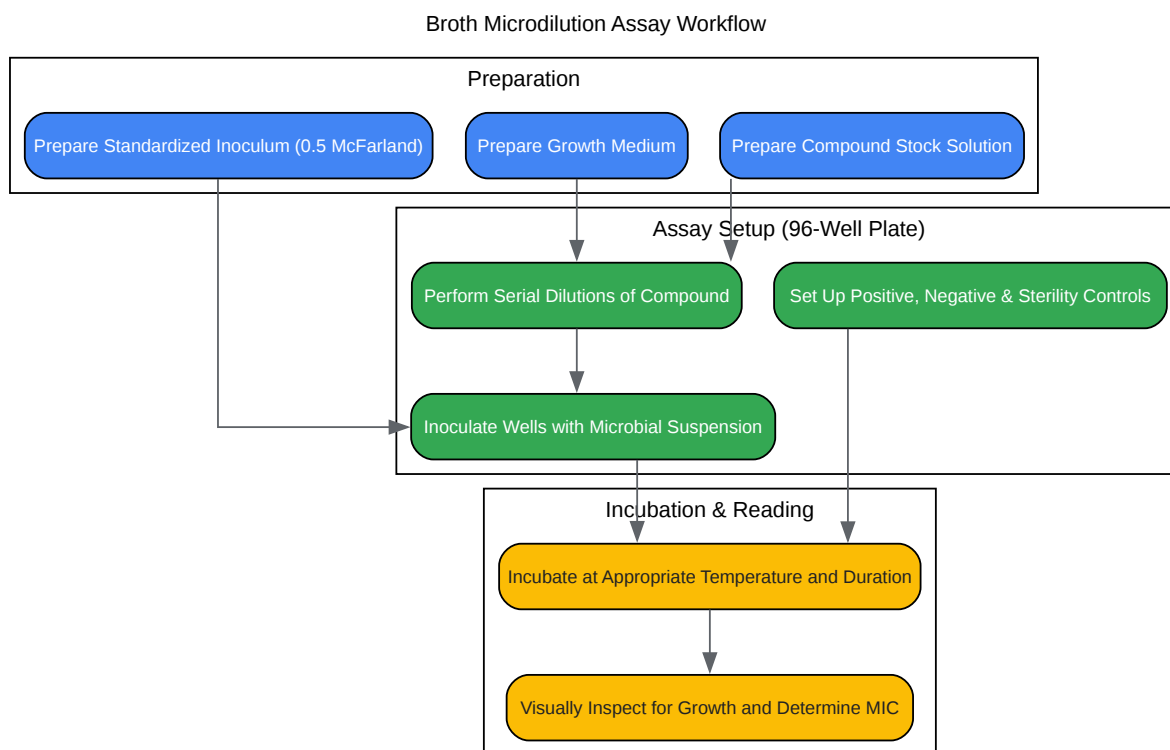 Broth Microdilution Assay Workflow
Preparation
Prepare Standardized Inoculum (0.5 McFarland)
Prepare Growth Medium
Prepare Compound Stock Solution
Assay Setup (96-Well Plate)
Perform Serial Dilutions of Compound
Set Up Positive, Negative & Sterility Controls
Inoculate Wells with Microbial Suspension
Incubation & Reading
Incubate at Appropriate Temperature and Duration
Visually Inspect for Growth and Determine MIC